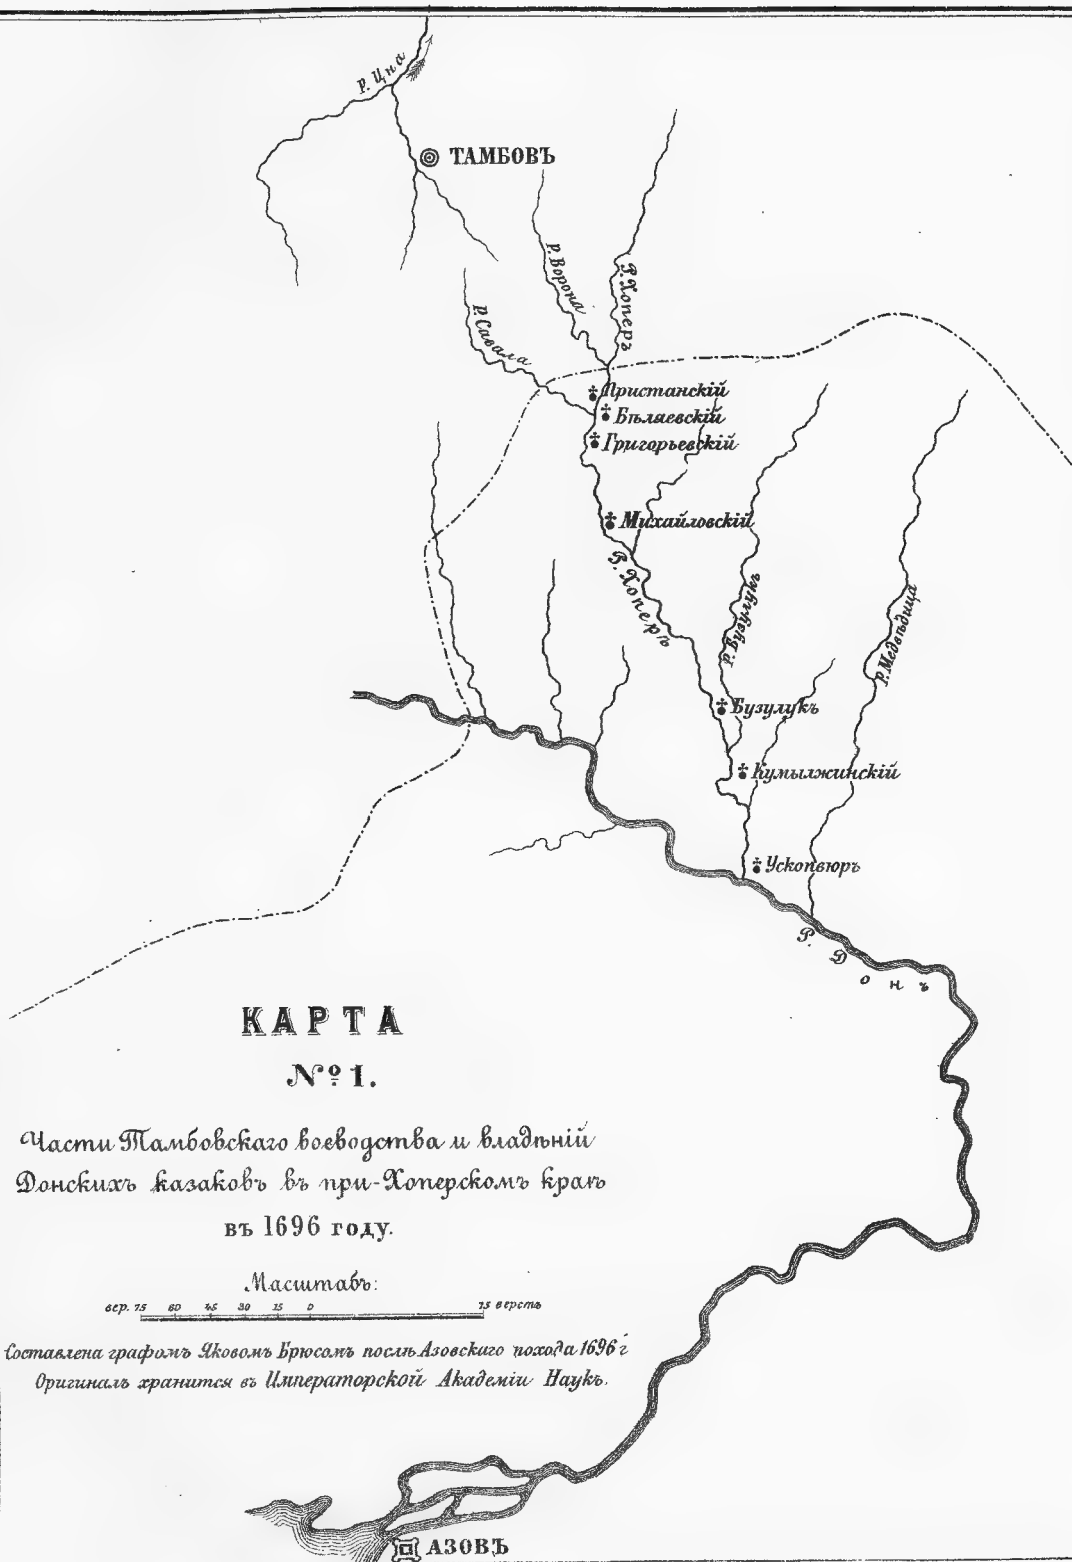 Р. Цна
ТАМБОВЪ
Р. Ворона
Р. Хоперъ
Р. Савала
Пристанскій
Бѣляевскій
Григорьевскій
Михайловскій
Р. Хоперъ
Р. Бузулукъ
Р. Медвѣдица
Бузулукъ
Кумылжинскій
Ускопвюръ
Р. Донъ
КАРТА
№ 1.
Части Тамбовскаго воеводства и владѣній
Донскихъ казаковъ въ при-Хоперскомъ краѣ
въ 1696 году.
Масштабъ:
вер. 75 60 45 30 15 0 75 верстъ
Составлена графомъ Яковомъ Брюсомъ послѣ Азовскаго похода 1696 г
Оригиналъ хранится въ Императорской Академіи Наукъ.
АЗОВЪ